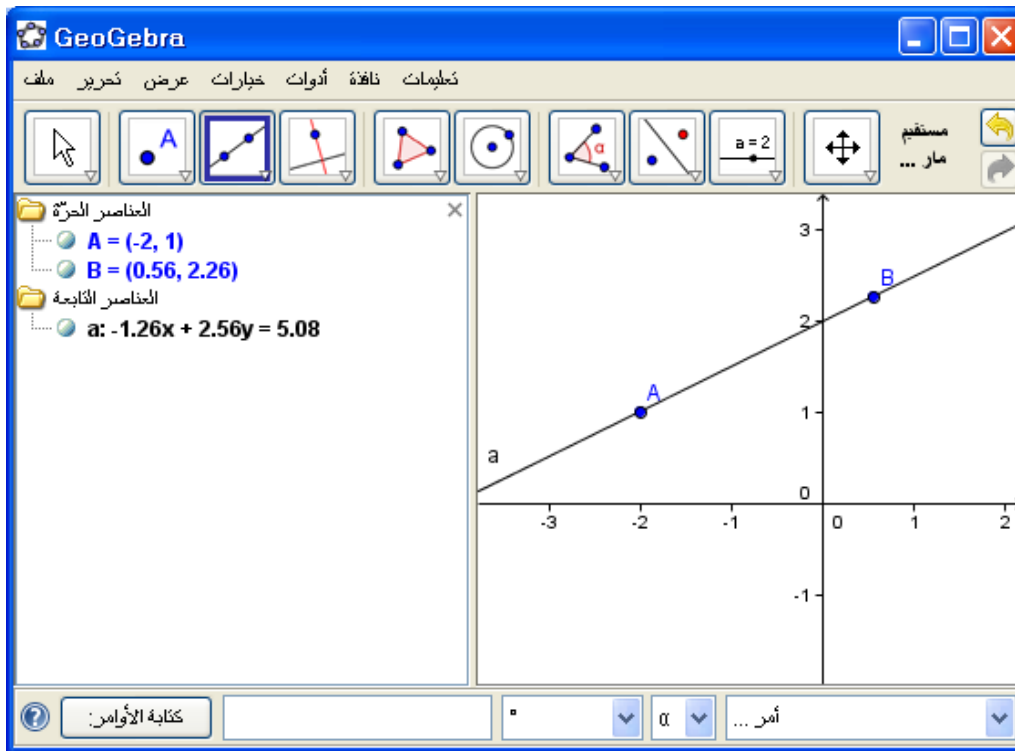 GeoGebra
ملف تحرير عرض خيارات أدوات نافذة تعليمات
A
α
a = 2
مستقيم
مار ...
العناصر الحرّة
A = (-2, 1)
B = (0.56, 2.26)
العناصر التابعة
a: -1.26x + 2.56y = 5.08
3
B
2
A
1
a
0
-3 -2 -1 0 1 2
-1
كتابة الأوامر:
°
α
أمر ...